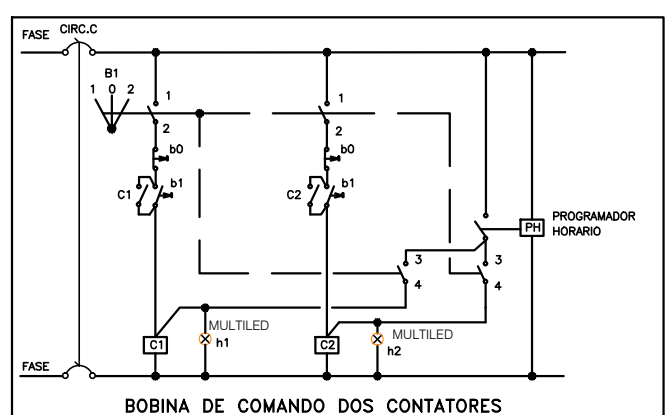 FASE
CIRC.C
B1
1 0 2
1
2
b0
C1
b1
1
2
b0
C2
b1
PH
PROGRAMADOR
HORARIO
3
4
3
4
MULTILED
h1
C1
MULTILED
h2
C2
FASE
BOBINA DE COMANDO DOS CONTATORES